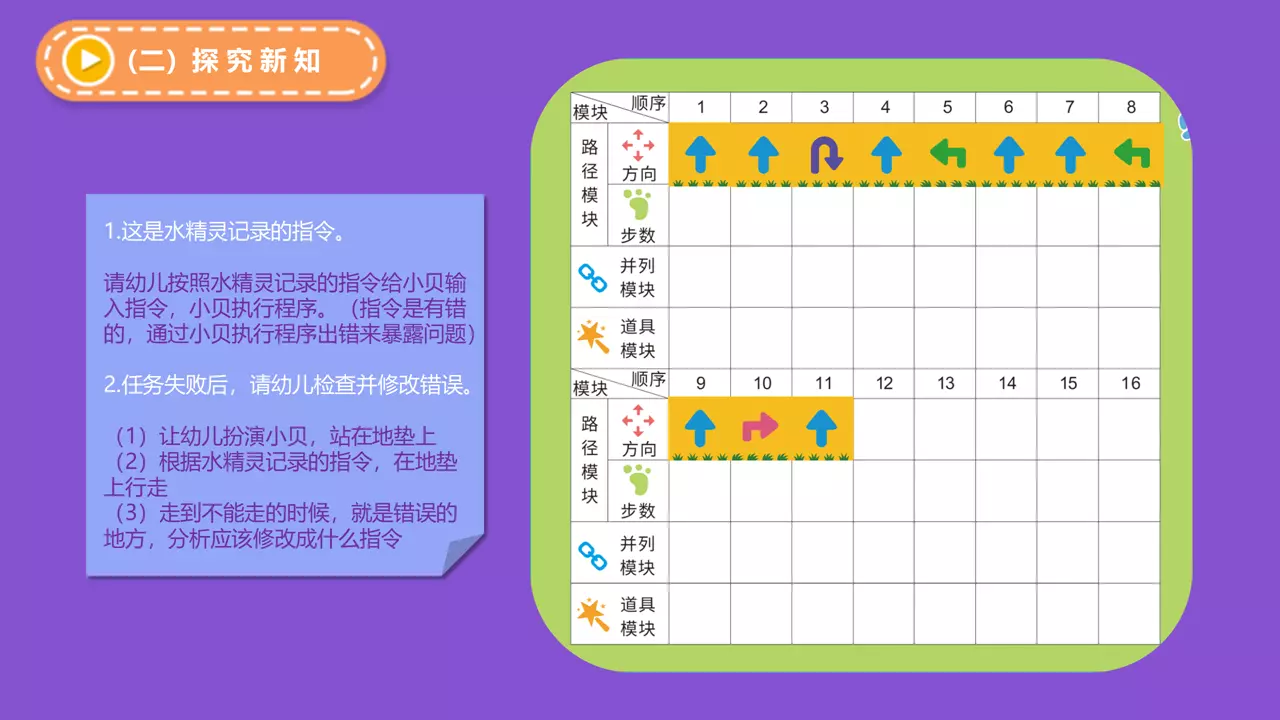 (二) 探究新知
1.这是水精灵记录的指令。
请幼儿按照水精灵记录的指令给小贝输
入指令，小贝执行程序。（指令是有错
的，通过小贝执行程序出错来暴露问题）
2.任务失败后，请幼儿检查并修改错误。
（1）让幼儿扮演小贝，站在地垫上
（2）根据水精灵记录的指令，在地垫
上行走
（3）走到不能走的时候，就是错误的
地方，分析应该修改成什么指令
模块 顺序 1 2 3 4 5 6 7 8
路径模块
方向
步数
并列
模块
道具
模块
模块 顺序 9 10 11 12 13 14 15 16
路径模块
方向
步数
并列
模块
道具
模块